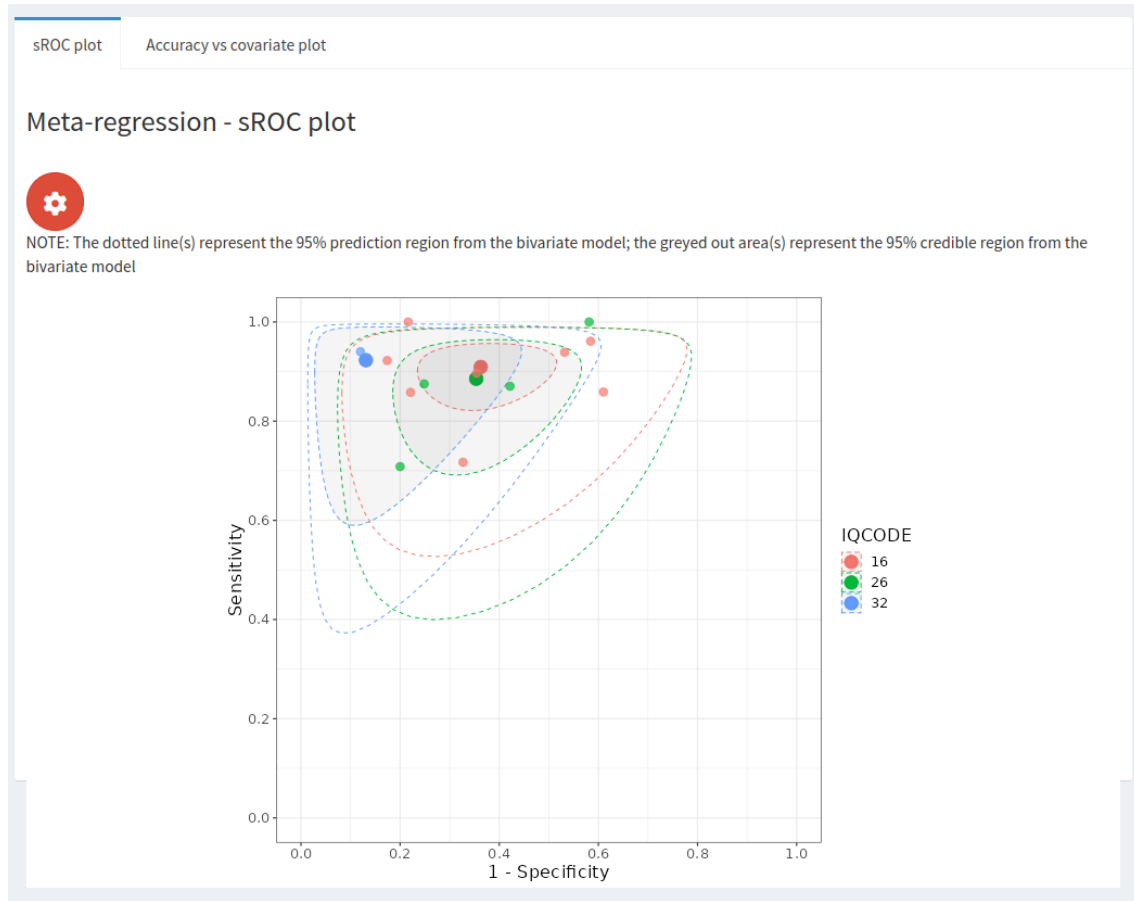 sROC plot
Accuracy vs covariate plot
Meta-regression - sROC plot
NOTE: The dotted line(s) represent the 95% prediction region from the bivariate model; the greyed out area(s) represent the 95% credible region from the
bivariate model
1.0
0.8
0.6
0.4
0.2
0.0
Sensitivity
0.0 0.2 0.4 0.6 0.8 1.0
1 - Specificity
IQCODE
16
26
32